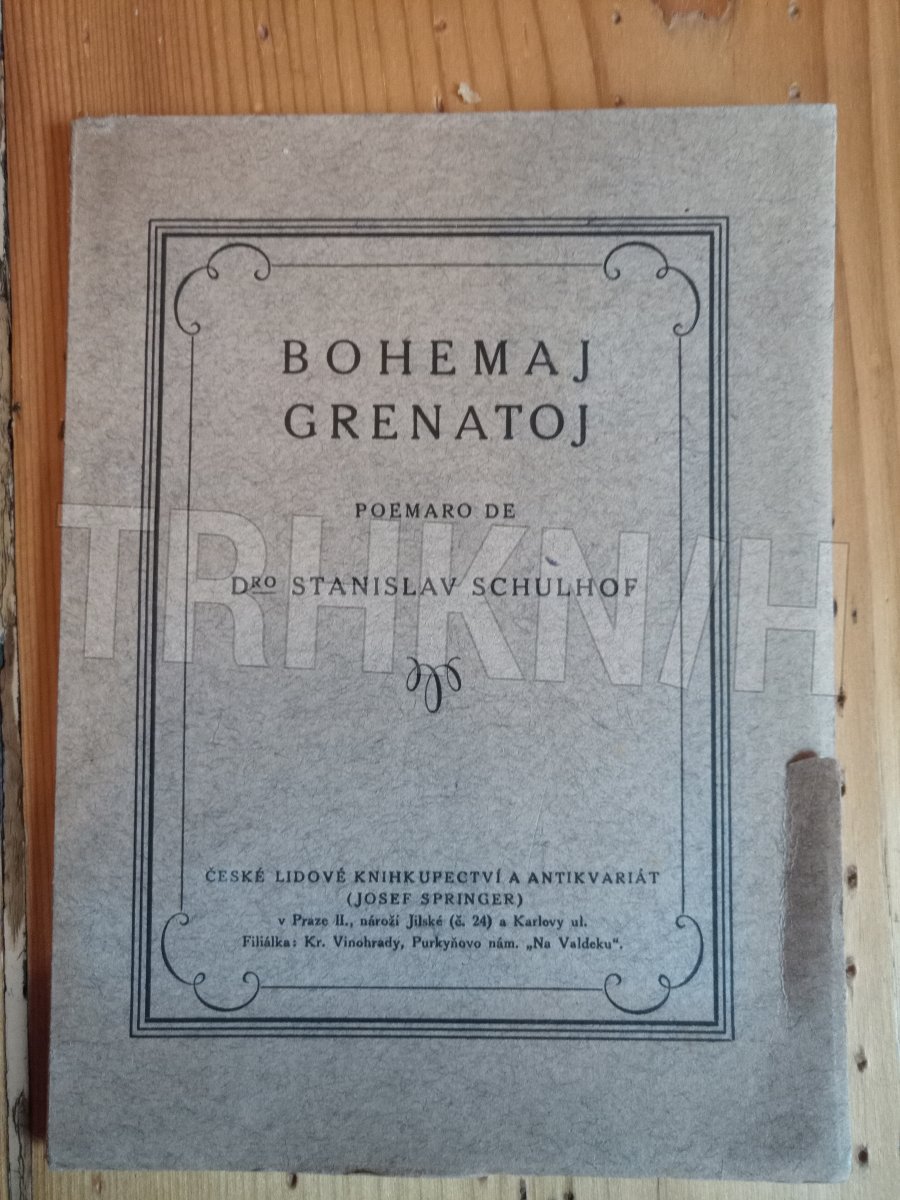 BOHEMAJ
GRENATOJ
POEMARO DE
DRO STANISLAV SCHULHOF
TRHKNIH
ČESKÉ LIDOVÉ KNIHKUPECTVÍ A ANTIKVARIÁT
(JOSEF SPRINGER)
v Praze II., nároží Jilské (č. 24) a Karlovy ul.
Filiálka: Kr. Vinohrady, Purkyňovo nám. „Na Valdeku“.